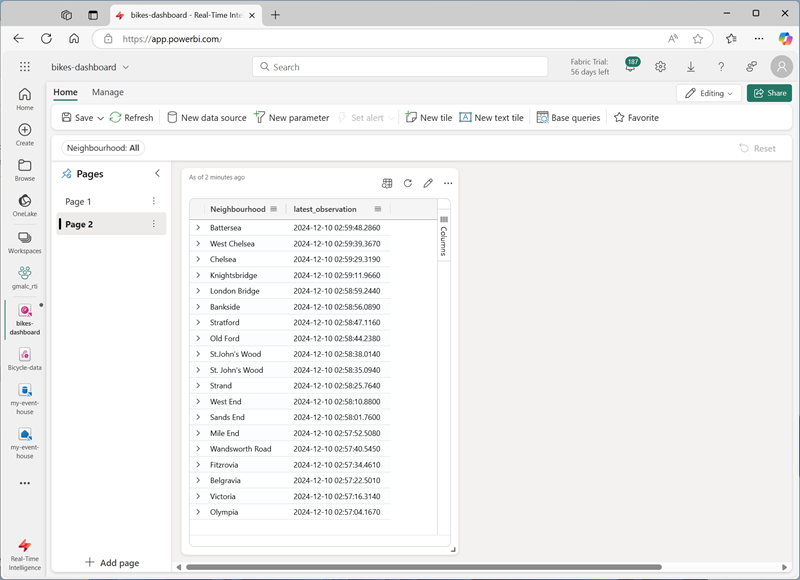 bikes-dashboard - Real-Time Inte
https://app.powerbi.com/
bikes-dashboard
Search
Fabric Trial:
56 days left
187
Home
Manage
Editing
Share
Save
Refresh
New data source
New parameter
Set alert
New tile
New text tile
Base queries
Favorite
Neighbourhood: All
Reset
Home
Create
Browse
OneLake
Workspaces
gmalc_rti
bikes-
dashboard
Bicycle-data
my-event-
house
my-event-
house
Real-Time
Intelligence
Pages
Page 1
Page 2
Add page
As of 2 minutes ago
Neighbourhood latest_observation
Battersea 2024-12-10 02:59:48.2860
West Chelsea 2024-12-10 02:59:39.3670
Chelsea 2024-12-10 02:59:29.3190
Knightsbridge 2024-12-10 02:59:11.9660
London Bridge 2024-12-10 02:58:59.2440
Bankside 2024-12-10 02:58:56.0890
Stratford 2024-12-10 02:58:47.1160
Old Ford 2024-12-10 02:58:44.2380
St.John's Wood 2024-12-10 02:58:38.0140
St. John's Wood 2024-12-10 02:58:35.0940
Strand 2024-12-10 02:58:25.7640
West End 2024-12-10 02:58:10.8800
Sands End 2024-12-10 02:58:01.7600
Mile End 2024-12-10 02:57:52.5080
Wandsworth Road 2024-12-10 02:57:40.5450
Fitzrovia 2024-12-10 02:57:34.4610
Belgravia 2024-12-10 02:57:22.5010
Victoria 2024-12-10 02:57:16.3140
Olympia 2024-12-10 02:57:04.1670
Columns